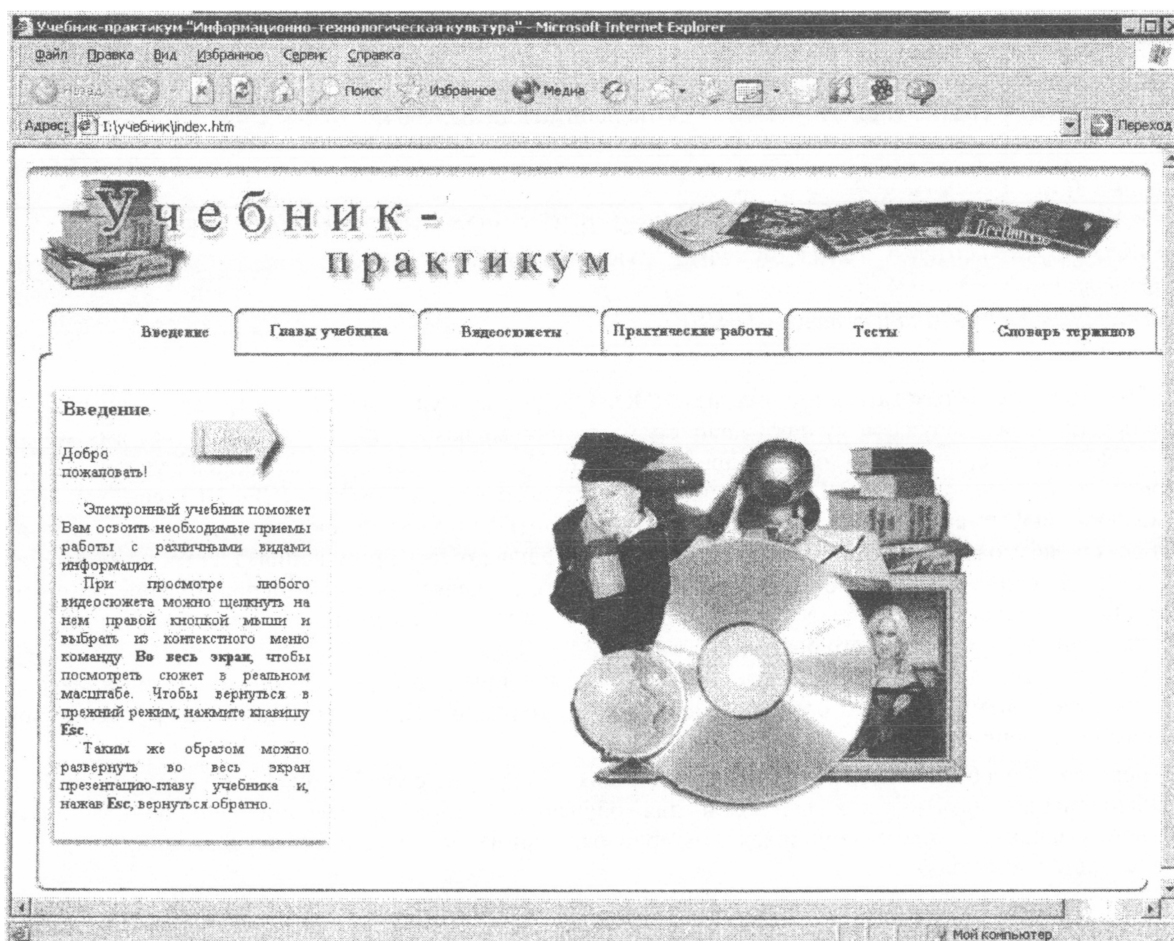 Учебник-практикум "Информационно-технологическая культура" - Microsoft Internet Explorer
Файл Правка Вид Избранное Сервис Справка
Назад Поиск Избранное Медиа
Адрес: I:\учебник\index.htm Переход
Учебник-
практикум
Beethoven
Введение Главы учебника Видеосюжеты Практические работы Тесты Словарь терминов
Введение
Добро
пожаловать!
Электронный учебник поможет
Вам освоить необходимые приемы
работы с различными видами
информации.
При просмотре любого
видеосюжета можно щелкнуть на
нем правой кнопкой мыши и
выбрать из контекстного меню
команду Во весь экран, чтобы
посмотреть сюжет в реальном
масштабе. Чтобы вернуться в
прежний режим, нажмите клавишу
Esc.
Таким же образом можно
развернуть во весь экран
презентацию-главу учебника и,
нажав Esc, вернуться обратно.
Мой компьютер